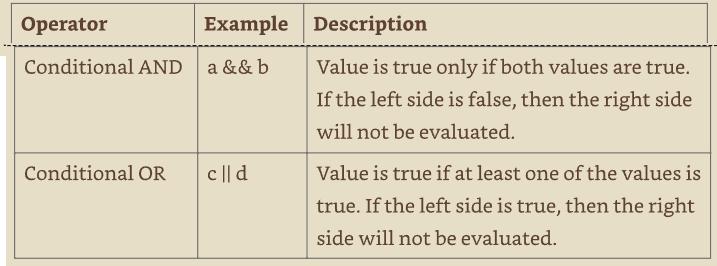 Operator Example Description
Conditional AND a && b Value is true only if both values are true.
If the left side is false, then the right side
will not be evaluated.
Conditional OR c || d Value is true if at least one of the values is
true. If the left side is true, then the right
side will not be evaluated.